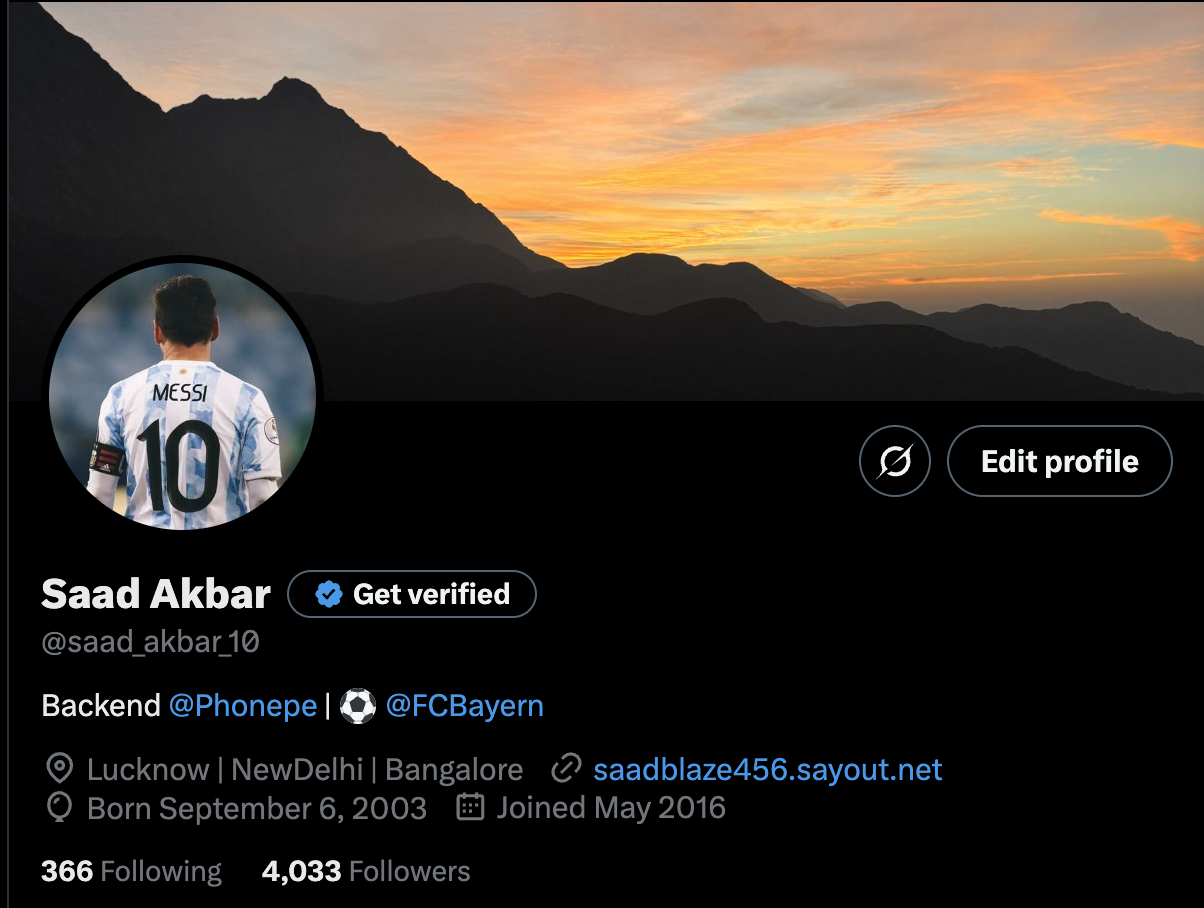 MESSI
10
Edit profile
Saad Akbar Get verified
@saad_akbar_10
Backend @Phonepe | ⚽ @FCBayern
Lucknow | NewDelhi | Bangalore saadblaze456.sayout.net
Born September 6, 2003 Joined May 2016
366 Following 4,033 Followers